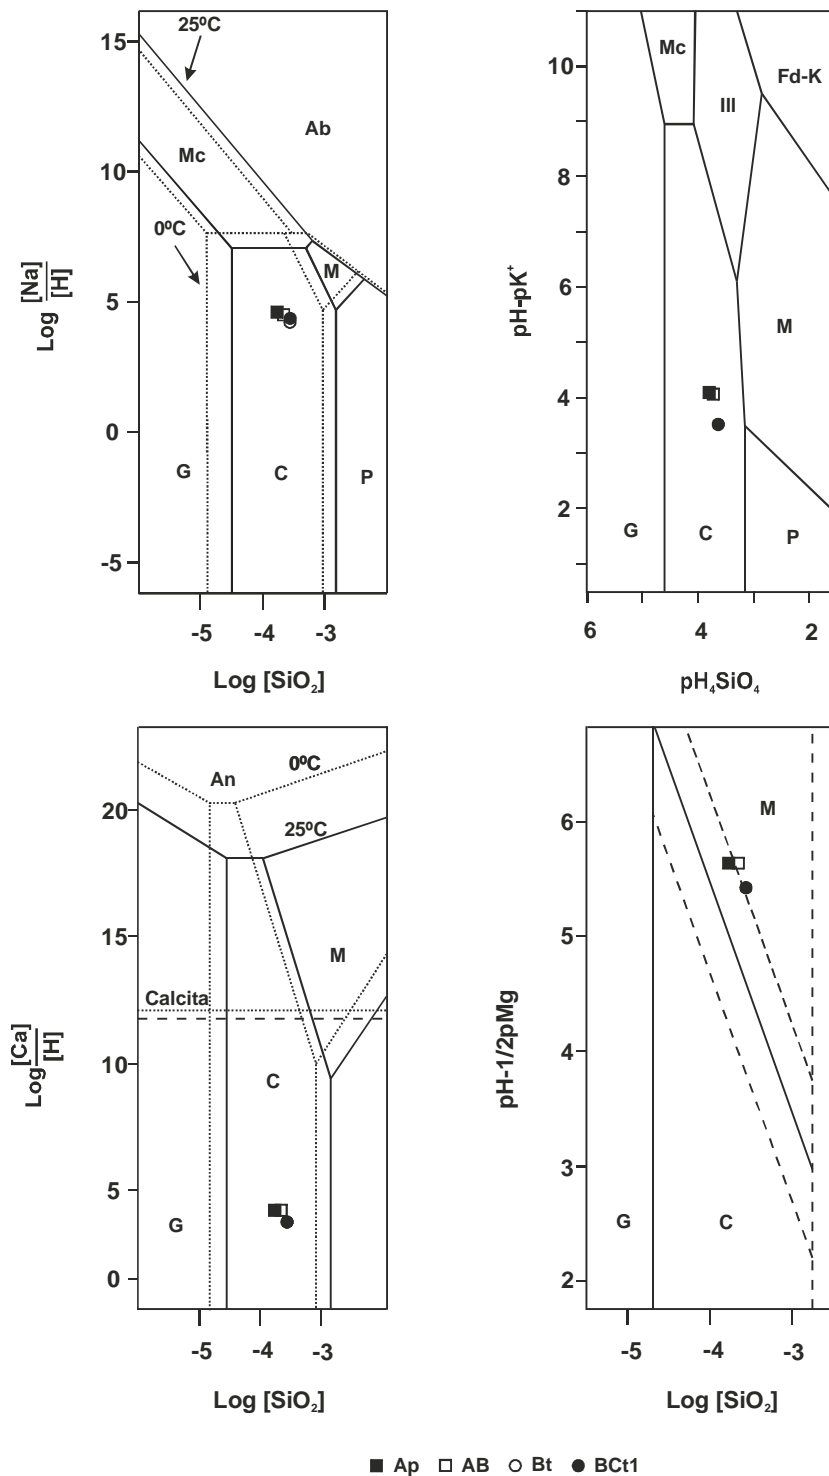 25ºC
15
Ab
Mc
10
0ºC
M
Log [Na]/[H]
5
0
G
C
P
-5
-5 -4 -3
Log [SiO₂]
10
Mc
Fd-K
Ill
8
pH-pK⁺
6
M
4
2
G
C
P
6 4 2
pH₄SiO₄
An
0ºC
20
25ºC
15
M
Calcita
Log [Ca]/[H]
10
C
5
G
0
-5 -4 -3
Log [SiO₂]
M
6
5
pH-1/2pMg
4
3
G
C
2
-5 -4 -3
Log [SiO₂]
Ap AB Bt BCt1